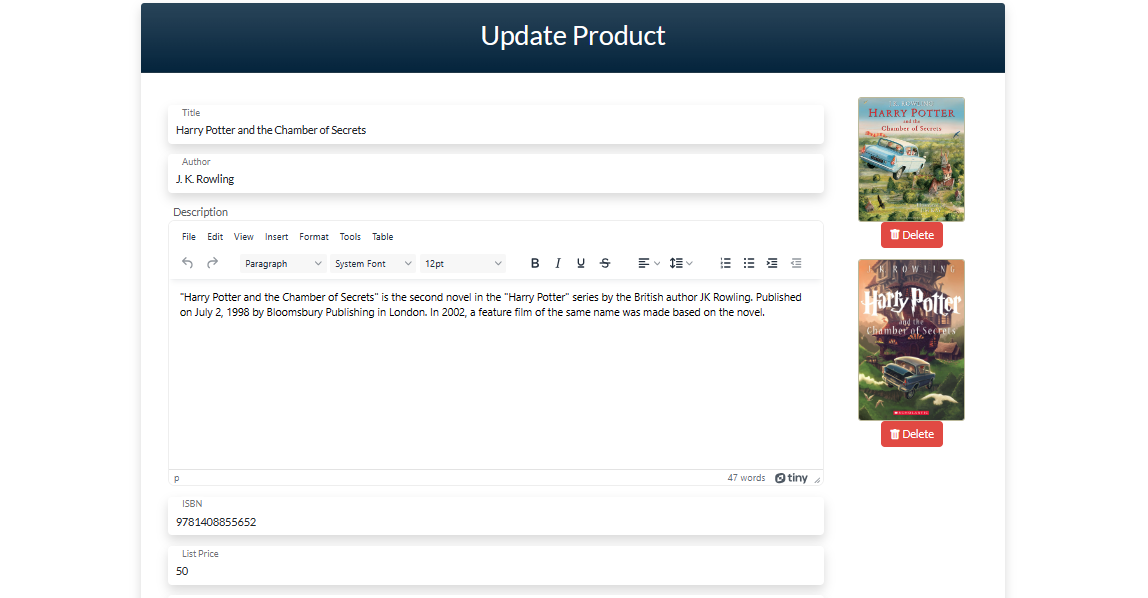 Update Product
Title
Harry Potter and the Chamber of Secrets
Author
J. K. Rowling
Description
File Edit View Insert Format Tools Table
Paragraph System Font 12pt B I U S
"Harry Potter and the Chamber of Secrets" is the second novel in the "Harry Potter" series by the British author JK Rowling. Published
on July 2, 1998 by Bloomsbury Publishing in London. In 2002, a feature film of the same name was made based on the novel.
p 47 words tiny
ISBN
9781408855652
List Price
50
J.K. ROWLING
HARRY POTTER
and the
Chamber of Secrets
Delete
J K ROWLING
Harry Potter
and the
Chamber of Secrets
SCHOLASTIC
Delete